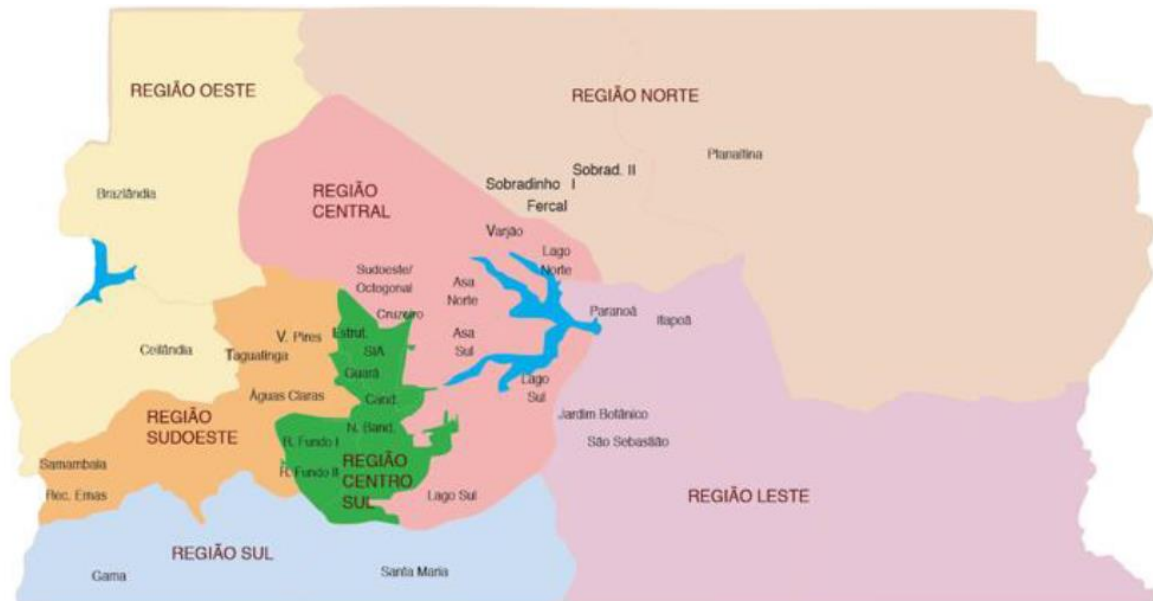 REGIÃO OESTE
REGIÃO NORTE
Planaltina
Sobrad. II
Sobradinho I
Fercal
Brazlândia
REGIÃO
CENTRAL
Varjão
Lago
Norte
Sudoeste/
Octogonal
Asa
Norte
Cruzeiro
Paranoá
Itapoã
V. Pires
Estrut.
SIA
Asa
Sul
Ceilândia
Taguatinga
Guará
Lago
Sul
Águas Claras
Cand.
Jardim Botânico
REGIÃO
SUDOESTE
N. Band.
R. Fundo I
São Sebastião
Samambaia
R. Fundo II
REGIÃO
CENTRO
SUL
Rec. Emas
Lago Sul
REGIÃO LESTE
REGIÃO SUL
Gama
Santa Maria